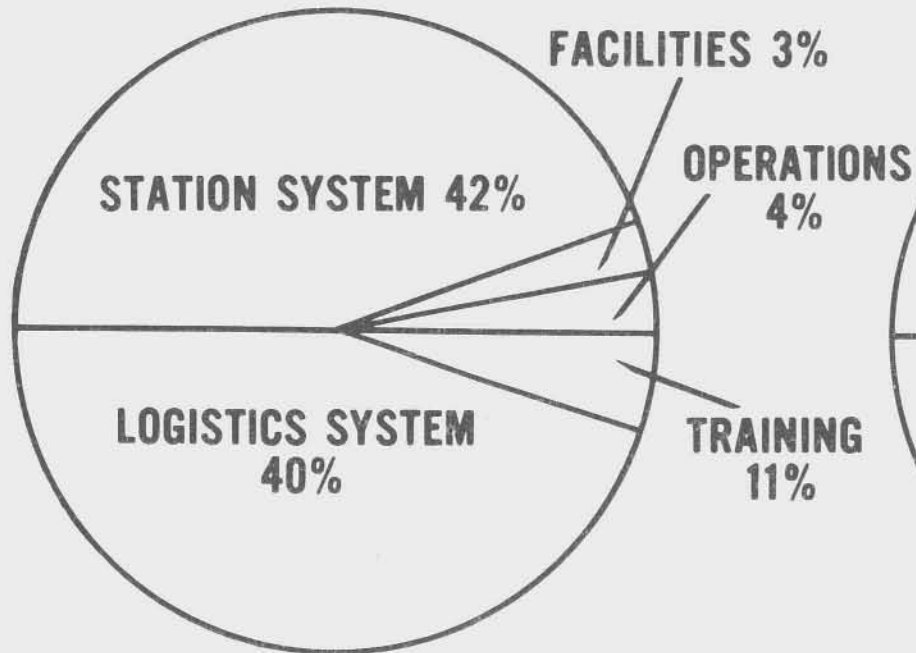 FACILITIES 3%
OPERATIONS
4%
STATION SYSTEM 42%
LOGISTICS SYSTEM
40%
TRAINING
11%